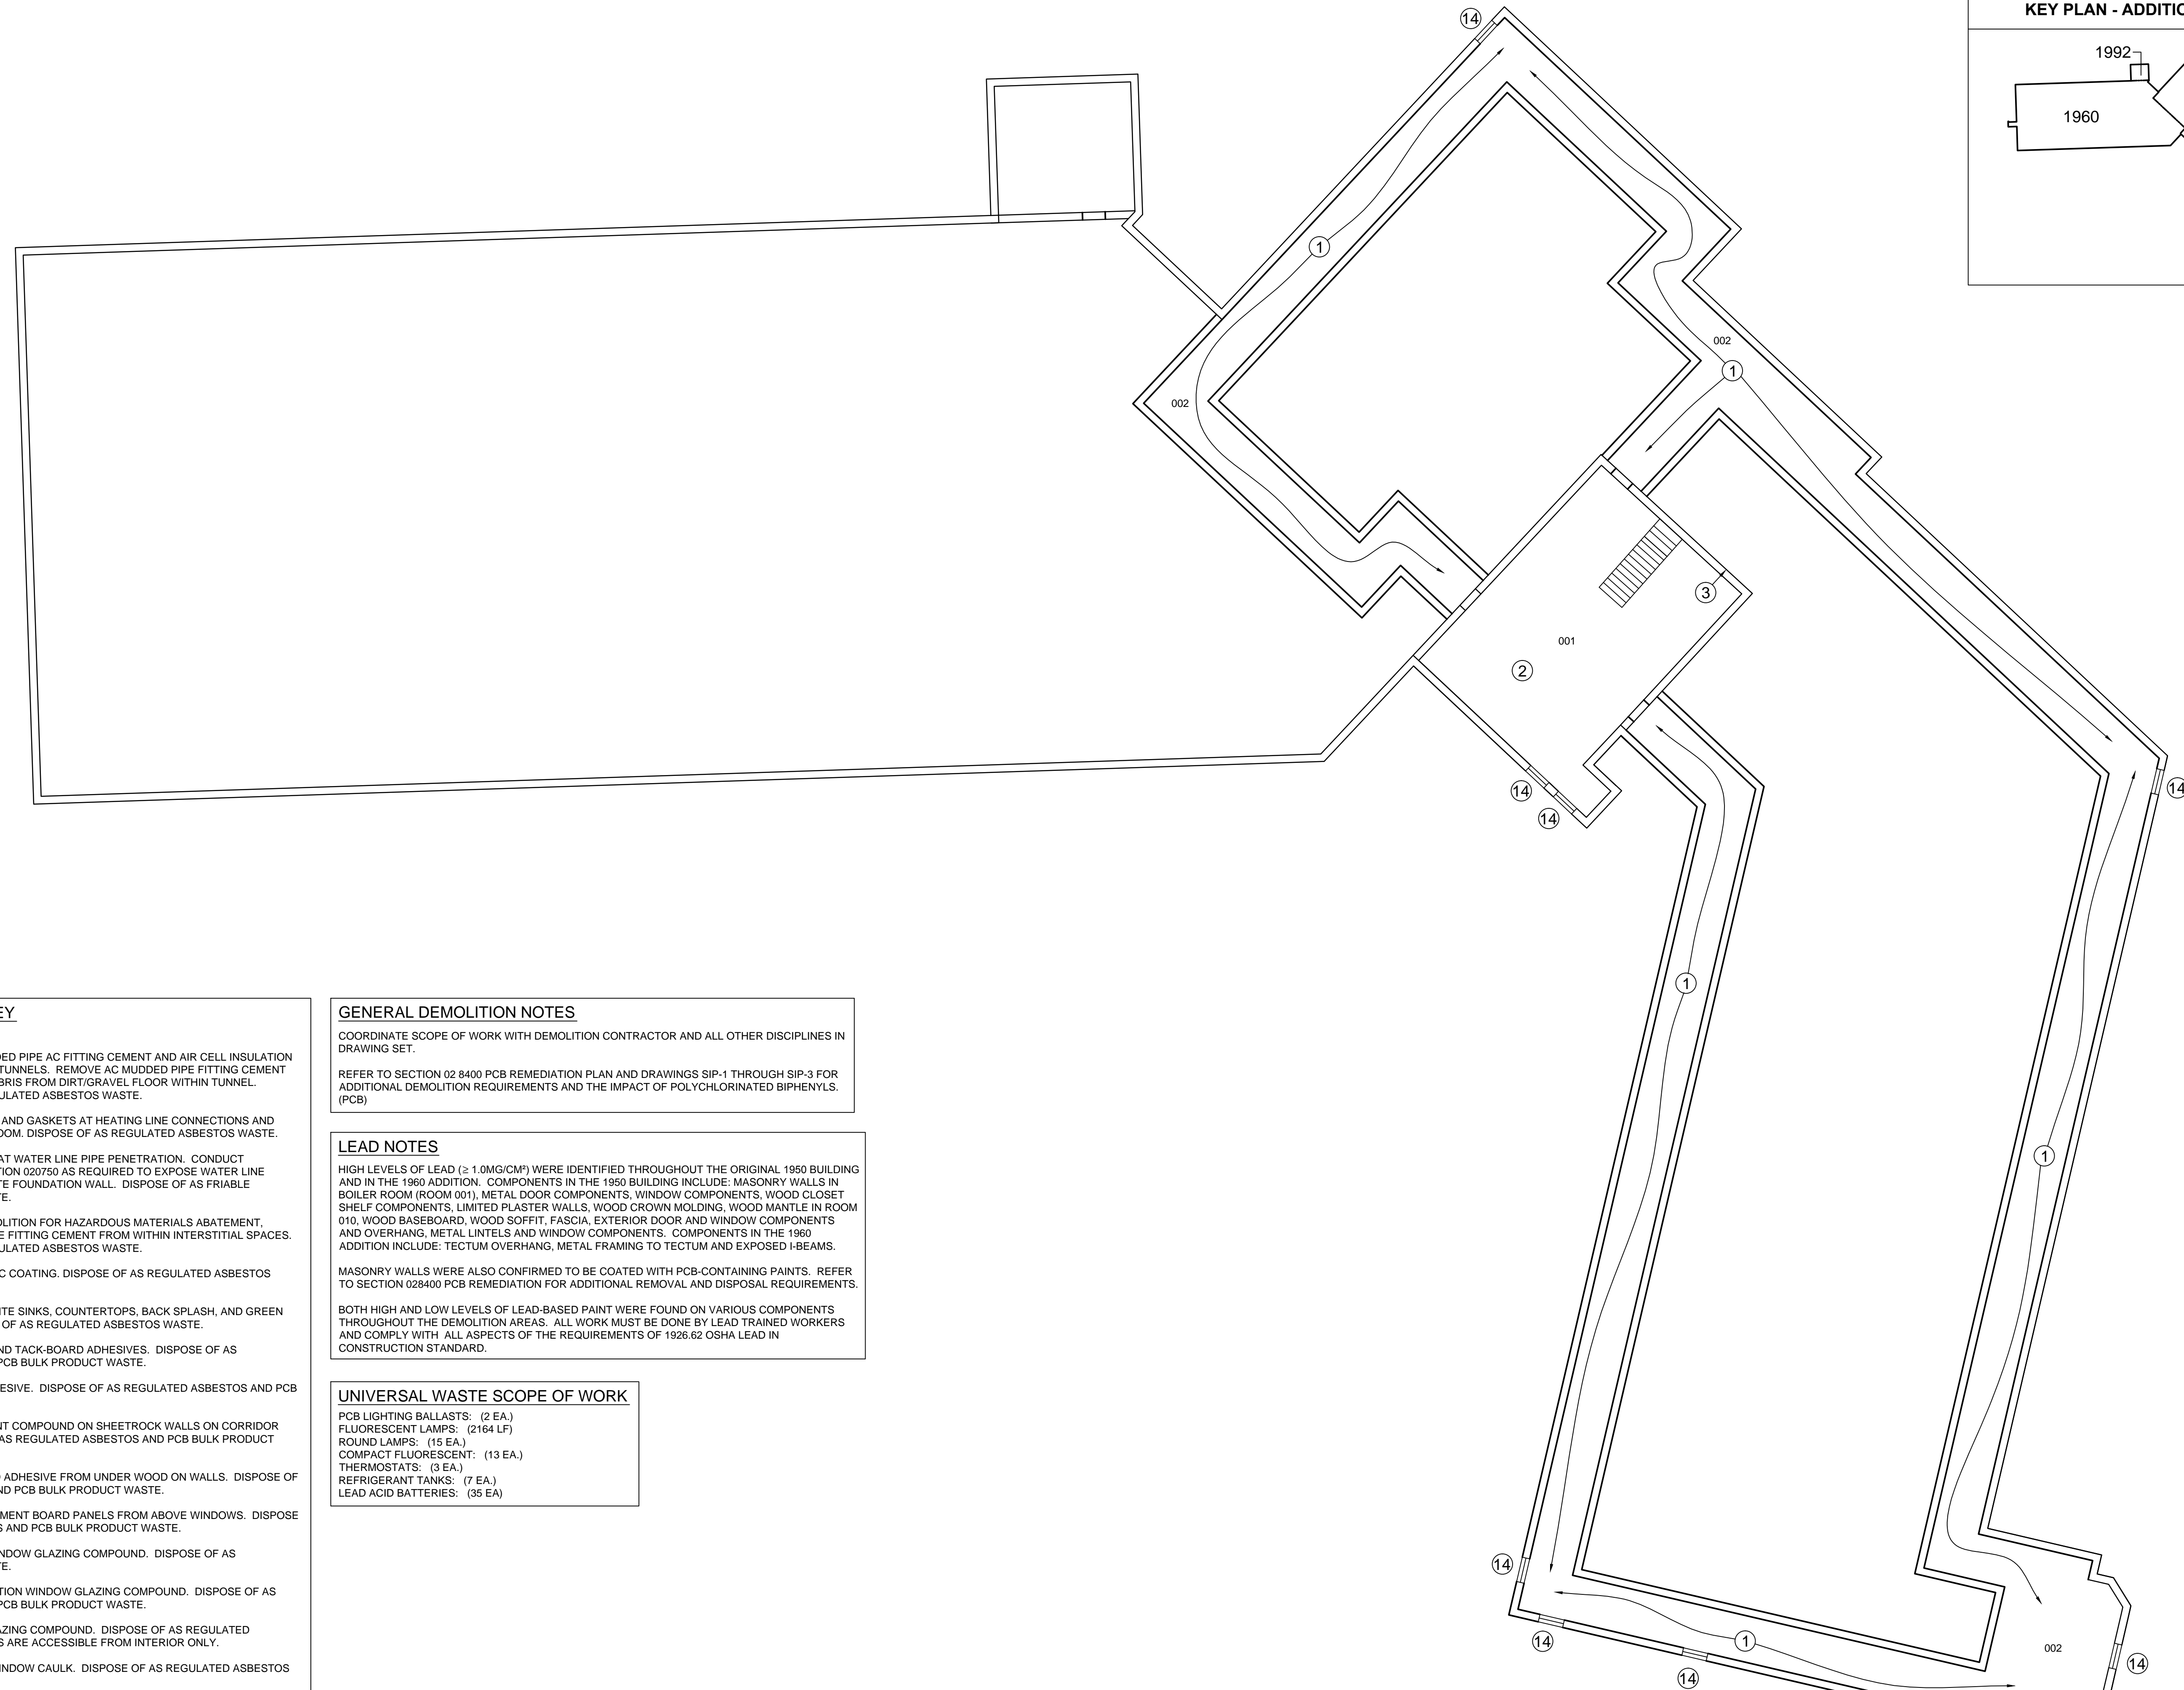 KEY PLAN - ADDITIO
1992
1960
14
1
002
1
002
3
001
2
14
14
14
1
1
14
14
1
14
002
14
EY
DED PIPE AC FITTING CEMENT AND AIR CELL INSULATION
TUNNELS. REMOVE AC MUDDED PIPE FITTING CEMENT
BRIS FROM DIRT/GRAVEL FLOOR WITHIN TUNNEL.
ULATED ASBESTOS WASTE.
AND GASKETS AT HEATING LINE CONNECTIONS AND
OOM. DISPOSE OF AS REGULATED ASBESTOS WASTE.
AT WATER LINE PIPE PENETRATION. CONDUCT
TION 020750 AS REQUIRED TO EXPOSE WATER LINE
TE FOUNDATION WALL. DISPOSE OF AS FRIABLE
TE.
OLITION FOR HAZARDOUS MATERIALS ABATEMENT,
E FITTING CEMENT FROM WITHIN INTERSTITIAL SPACES.
ULATED ASBESTOS WASTE.
C COATING. DISPOSE OF AS REGULATED ASBESTOS
ITE SINKS, COUNTERTOPS, BACK SPLASH, AND GREEN
OF AS REGULATED ASBESTOS WASTE.
ND TACK-BOARD ADHESIVES. DISPOSE OF AS
PCB BULK PRODUCT WASTE.
ESIVE. DISPOSE OF AS REGULATED ASBESTOS AND PCB
NT COMPOUND ON SHEETROCK WALLS ON CORRIDOR
AS REGULATED ASBESTOS AND PCB BULK PRODUCT
ADHESIVE FROM UNDER WOOD ON WALLS. DISPOSE OF
ND PCB BULK PRODUCT WASTE.
MENT BOARD PANELS FROM ABOVE WINDOWS. DISPOSE
S AND PCB BULK PRODUCT WASTE.
NDOW GLAZING COMPOUND. DISPOSE OF AS
TE.
TION WINDOW GLAZING COMPOUND. DISPOSE OF AS
PCB BULK PRODUCT WASTE.
AZING COMPOUND. DISPOSE OF AS REGULATED
S ARE ACCESSIBLE FROM INTERIOR ONLY.
INDOW CAULK. DISPOSE OF AS REGULATED ASBESTOS
GENERAL DEMOLITION NOTES
COORDINATE SCOPE OF WORK WITH DEMOLITION CONTRACTOR AND ALL OTHER DISCIPLINES IN
DRAWING SET.
REFER TO SECTION 02 8400 PCB REMEDIATION PLAN AND DRAWINGS SIP-1 THROUGH SIP-3 FOR
ADDITIONAL DEMOLITION REQUIREMENTS AND THE IMPACT OF POLYCHLORINATED BIPHENYLS.
(PCB)
LEAD NOTES
HIGH LEVELS OF LEAD (≥ 1.0MG/CM²) WERE IDENTIFIED THROUGHOUT THE ORIGINAL 1950 BUILDING
AND IN THE 1960 ADDITION. COMPONENTS IN THE 1950 BUILDING INCLUDE: MASONRY WALLS IN
BOILER ROOM (ROOM 001), METAL DOOR COMPONENTS, WINDOW COMPONENTS, WOOD CLOSET
SHELF COMPONENTS, LIMITED PLASTER WALLS, WOOD CROWN MOLDING, WOOD MANTLE IN ROOM
010, WOOD BASEBOARD, WOOD SOFFIT, FASCIA, EXTERIOR DOOR AND WINDOW COMPONENTS
AND OVERHANG, METAL LINTELS AND WINDOW COMPONENTS. COMPONENTS IN THE 1960
ADDITION INCLUDE: TECTUM OVERHANG, METAL FRAMING TO TECTUM AND EXPOSED I-BEAMS.
MASONRY WALLS WERE ALSO CONFIRMED TO BE COATED WITH PCB-CONTAINING PAINTS. REFER
TO SECTION 028400 PCB REMEDIATION FOR ADDITIONAL REMOVAL AND DISPOSAL REQUIREMENTS.
BOTH HIGH AND LOW LEVELS OF LEAD-BASED PAINT WERE FOUND ON VARIOUS COMPONENTS
THROUGHOUT THE DEMOLITION AREAS. ALL WORK MUST BE DONE BY LEAD TRAINED WORKERS
AND COMPLY WITH ALL ASPECTS OF THE REQUIREMENTS OF 1926.62 OSHA LEAD IN
CONSTRUCTION STANDARD.
UNIVERSAL WASTE SCOPE OF WORK
PCB LIGHTING BALLASTS: (2 EA.)
FLUORESCENT LAMPS: (2164 LF)
ROUND LAMPS: (15 EA.)
COMPACT FLUORESCENT: (13 EA.)
THERMOSTATS: (3 EA.)
REFRIGERANT TANKS: (7 EA.)
LEAD ACID BATTERIES: (35 EA)